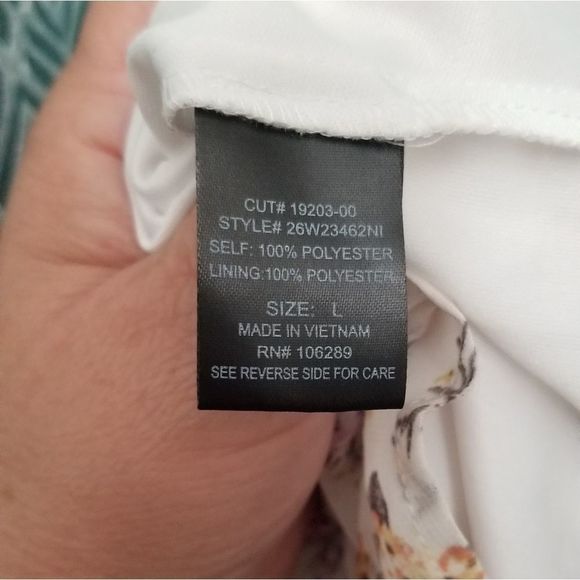 CUT# 19203-00
STYLE# 26W23462NI
SELF: 100% POLYESTER
LINING:100% POLYESTER
SIZE: L
MADE IN VIETNAM
RN# 106289
SEE REVERSE SIDE FOR CARE